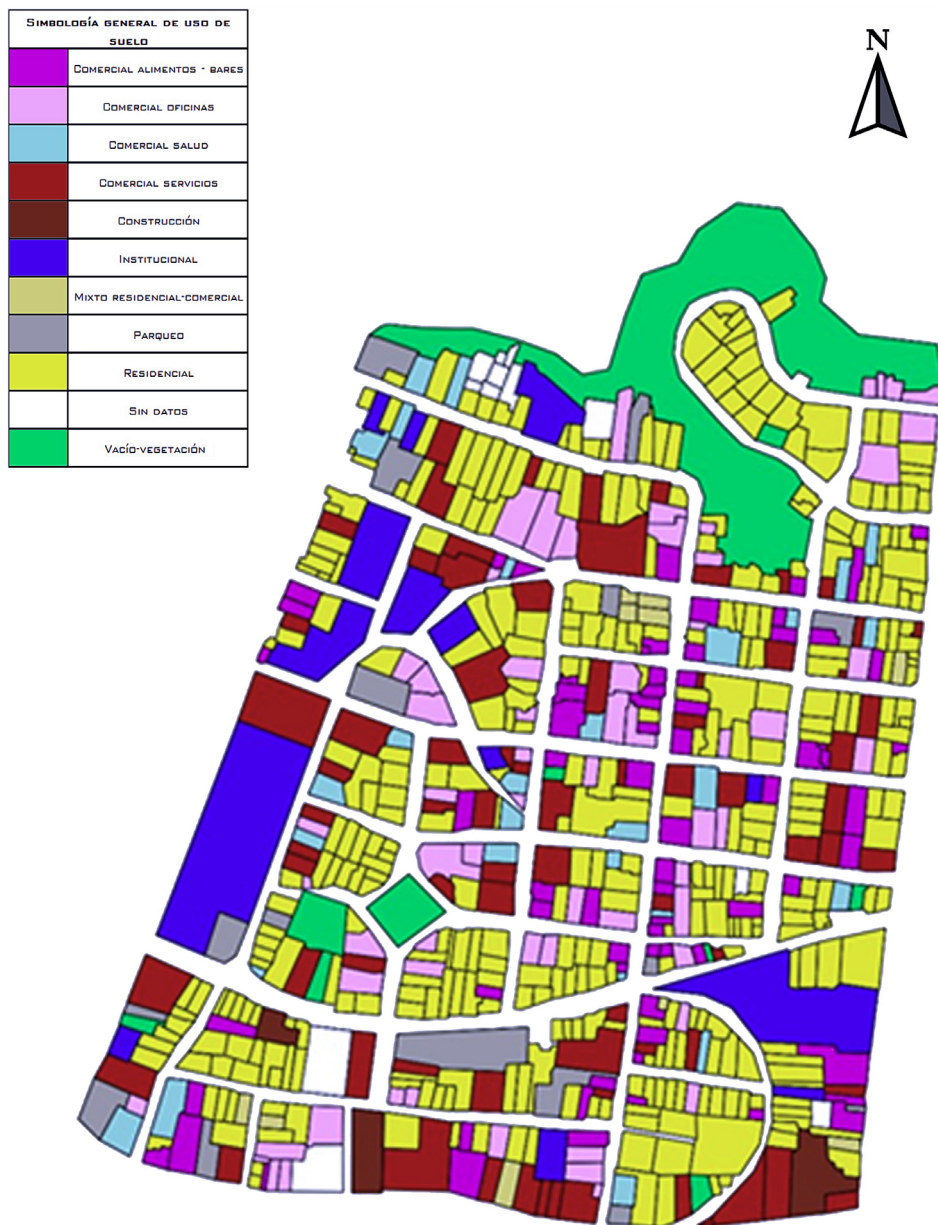 SIMBOLOGÍA GENERAL DE USO DE
SUELO
COMERCIAL ALIMENTOS - BARES
COMERCIAL OFICINAS
COMERCIAL SALUD
COMERCIAL SERVICIOS
CONSTRUCCIÓN
INSTITUCIONAL
MIXTO RESIDENCIAL-COMERCIAL
PARQUEO
RESIDENCIAL
SIN DATOS
VACÍO-VEGETACIÓN
N